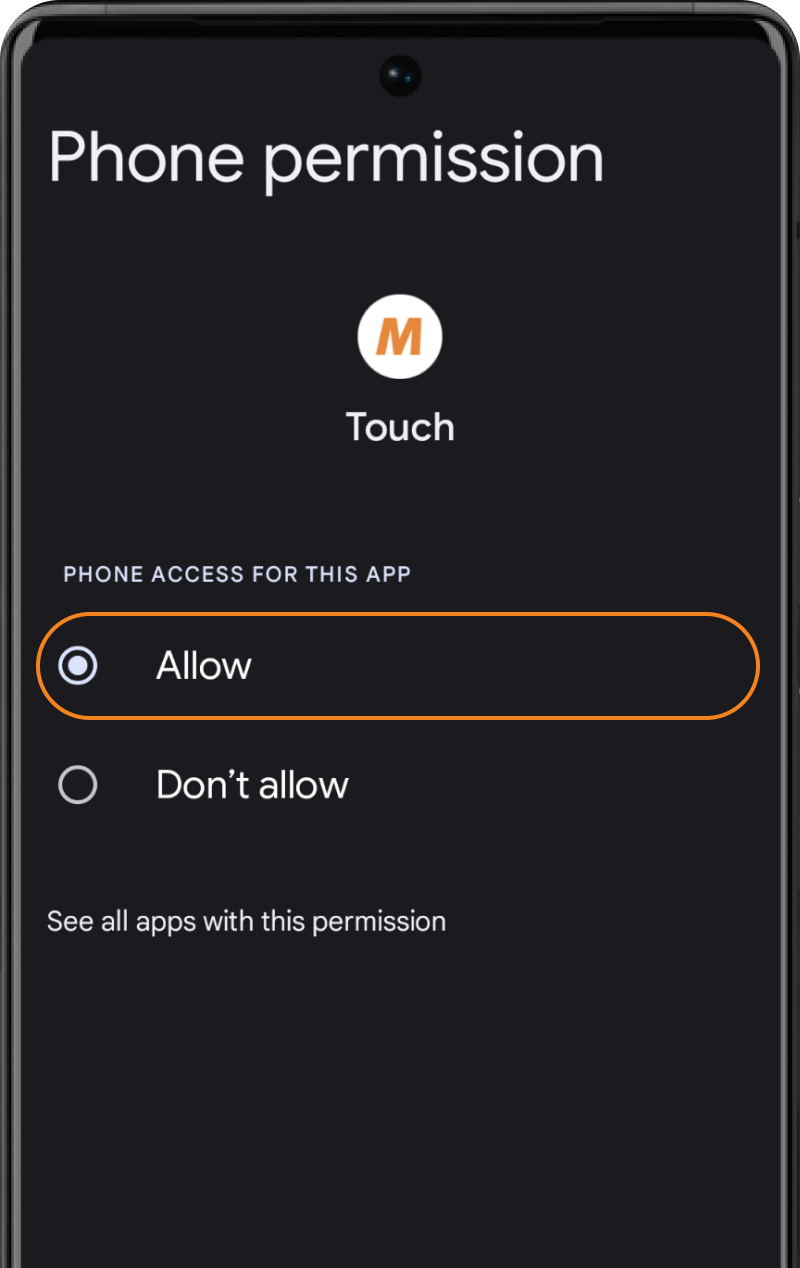 Phone permission
M
Touch
PHONE ACCESS FOR THIS APP
Allow
Don’t allow
See all apps with this permission